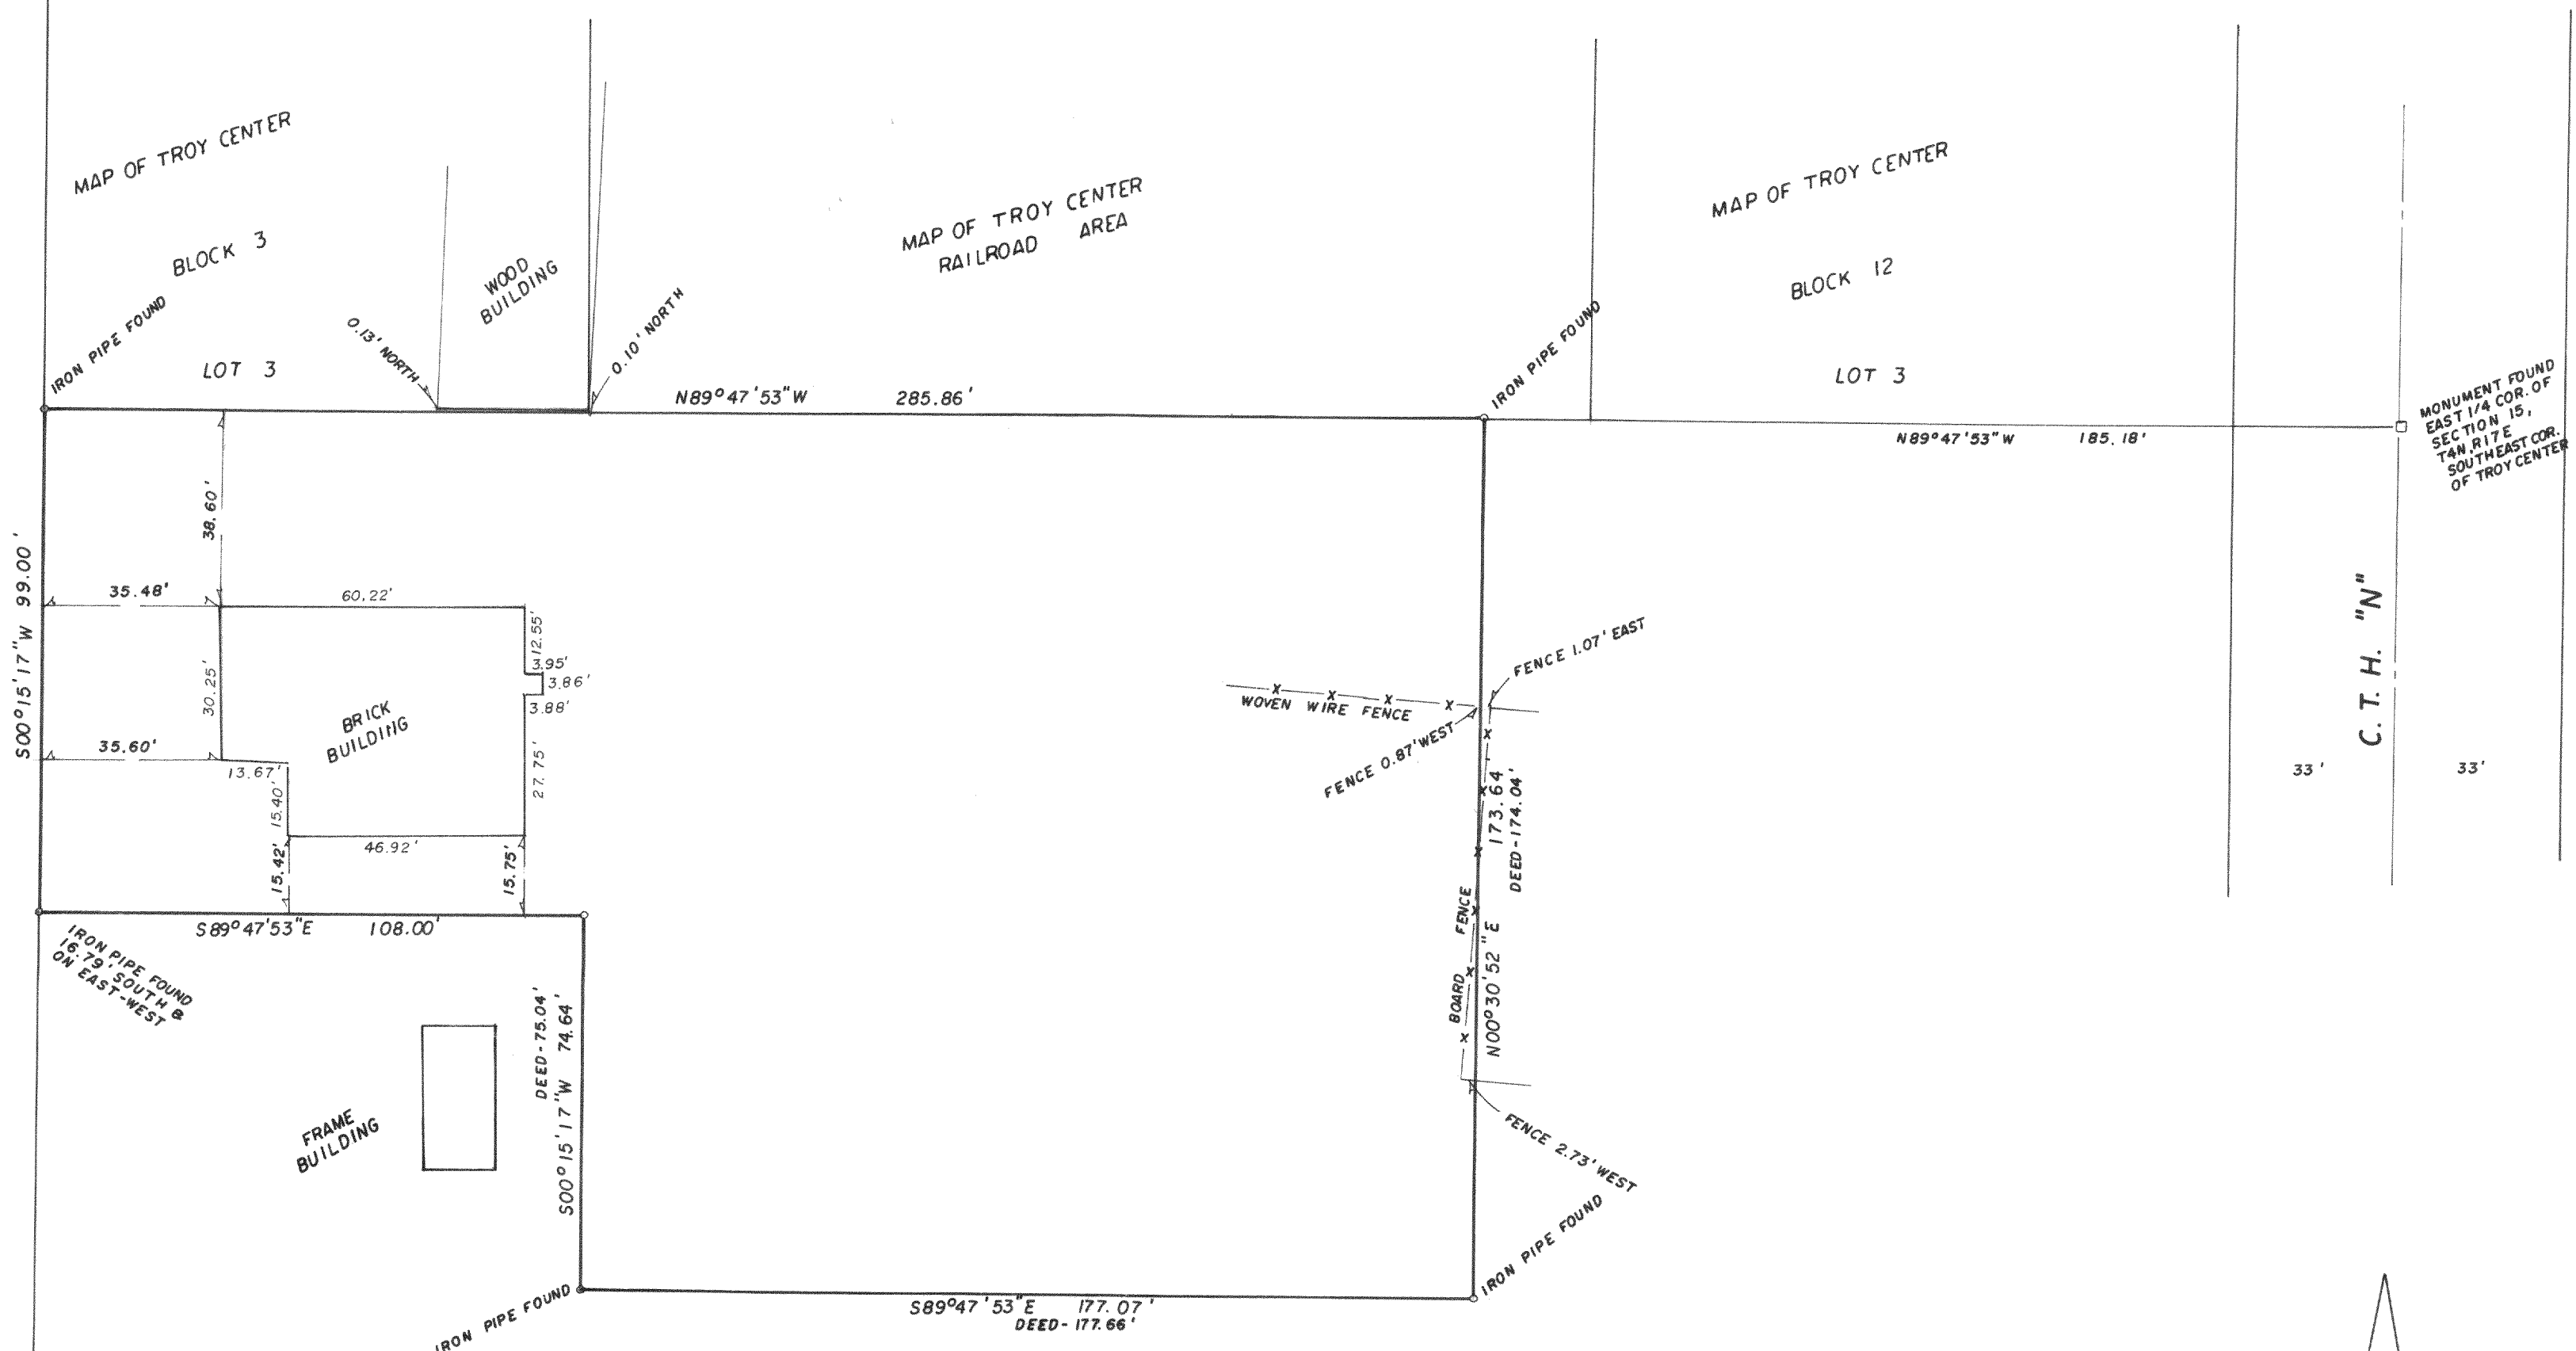 MAP OF TROY CENTER
BLOCK 3
IRON PIPE FOUND
LOT 3
0.13' NORTH
WOOD
BUILDING
0.10' NORTH
MAP OF TROY CENTER
RAILROAD AREA
N89°47'53"W 285.86'
IRON PIPE FOUND
MAP OF TROY CENTER
BLOCK 12
LOT 3
N89°47'53"W 185.18'
MONUMENT FOUND
EAST 1/4 COR. OF
SECTION 15,
T4N, R17E
SOUTHEAST COR.
OF TROY CENTER
S00°15'17"W 99.00'
38.60'
35.48'
60.22'
12.55'
3.95'
3.86'
3.88'
30.25'
BRICK
BUILDING
35.60'
13.67'
15.40'
27.75'
46.92'
15.42'
15.75'
S89°47'53"E 108.00'
IRON PIPE FOUND
16.79' SOUTH &
ON EAST-WEST
FRAME
BUILDING
DEED-75.04'
S00°15'17"W 74.64'
IRON PIPE FOUND
WOVEN WIRE FENCE
FENCE 1.07' EAST
FENCE 0.87' WEST
173.64
DEED-174.04'
BOARD FENCE
N00°30'52"E
FENCE 2.73' WEST
IRON PIPE FOUND
S89°47'53"E 177.07'
DEED-177.66'
C. T. H. "N"
33'
33'